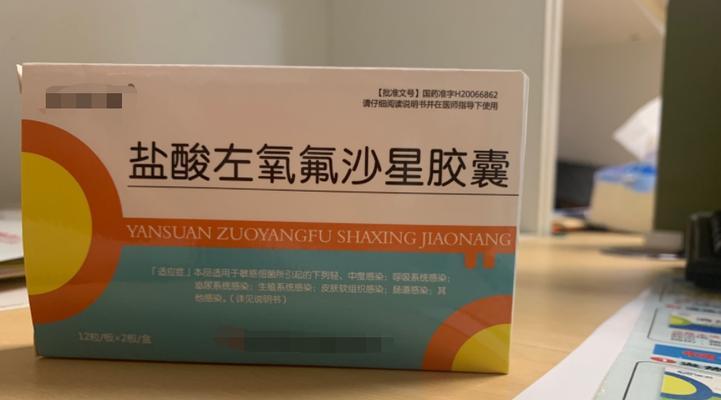 【批准文号】国药准字H20066862
请仔细阅读说明书并在医师指导下使用
盐酸左氧氟沙星胶囊
YANSUAN ZUOYANGFU SHAXING JIAONANG
「适应症」本品适用于敏感细菌所引起的下列轻、中度感染：呼吸系统感染；
泌尿系统感染；生殖系统感染；皮肤软组织感染；肠道感染；其
他感染。（详见说明书）
12粒/板×2板/盒